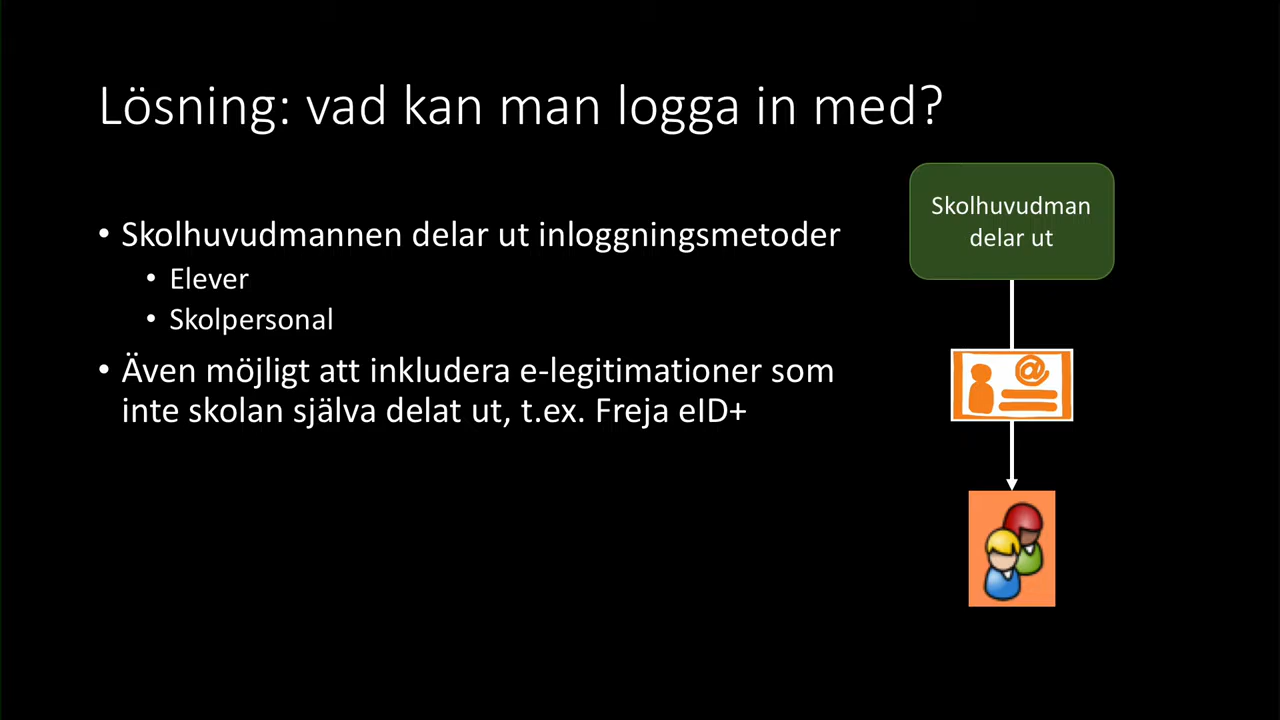 Lösning: vad kan man logga in med?
• Skolhuvudmannen delar ut inloggningsmetoder
• Elever
• Skolpersonal
• Även möjligt att inkludera e-legitimationer som
inte skolan själva delat ut, t.ex. Freja eID+
Skolhuvudman
delar ut
@